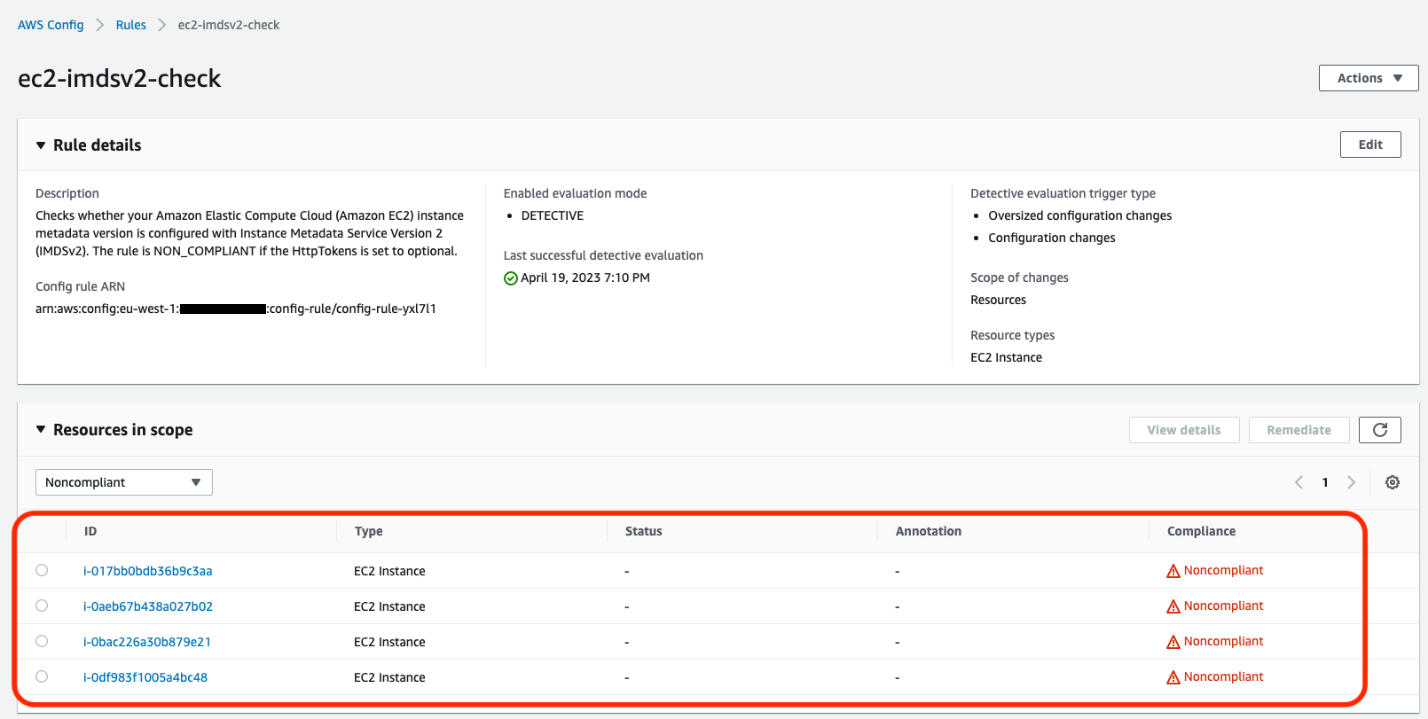 AWS Config > Rules > ec2-imdsv2-check
ec2-imdsv2-check
Actions
Rule details
Edit
Description
Checks whether your Amazon Elastic Compute Cloud (Amazon EC2) instance
metadata version is configured with Instance Metadata Service Version 2
(IMDSv2). The rule is NON_COMPLIANT if the HttpTokens is set to optional.
Config rule ARN
arn:aws:config:eu-west-1: :config-rule/config-rule-yxl7l1
Enabled evaluation mode
• DETECTIVE
Last successful detective evaluation
April 19, 2023 7:10 PM
Detective evaluation trigger type
• Oversized configuration changes
• Configuration changes
Scope of changes
Resources
Resource types
EC2 Instance
Resources in scope
View details Remediate
Noncompliant
1
ID Type Status Annotation Compliance
i-017bb0bdb36b9c3aa EC2 Instance - - Noncompliant
i-0aeb67b438a027b02 EC2 Instance - - Noncompliant
i-0bac226a30b879e21 EC2 Instance - - Noncompliant
i-0df983f1005a4bc48 EC2 Instance - - Noncompliant